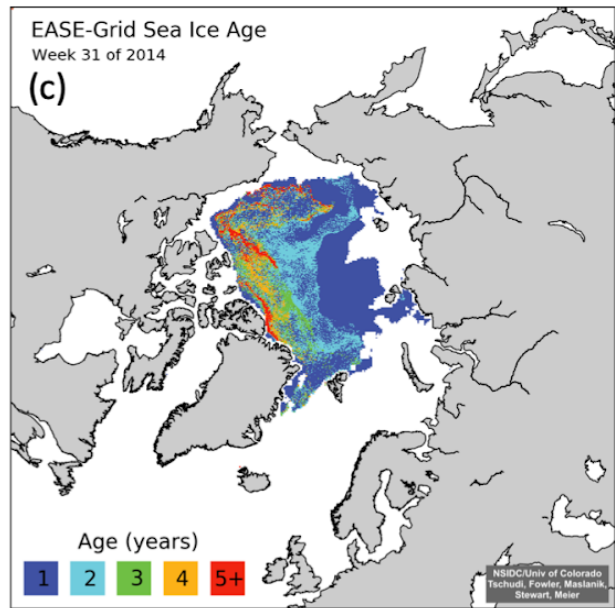 EASE-Grid Sea Ice Age
Week 31 of 2014
(c)
Age (years)
1 2 3 4 5+
NSIDC/Univ of Colorado
Tschudi, Fowler, Maslanik,
Stewart, Meier